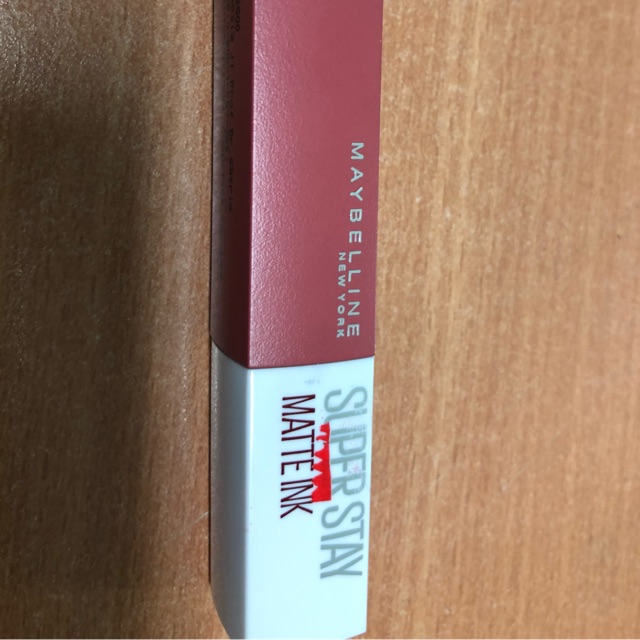 MAYBELLINE
NEW YORK
SUPER STAY
MATTE INK